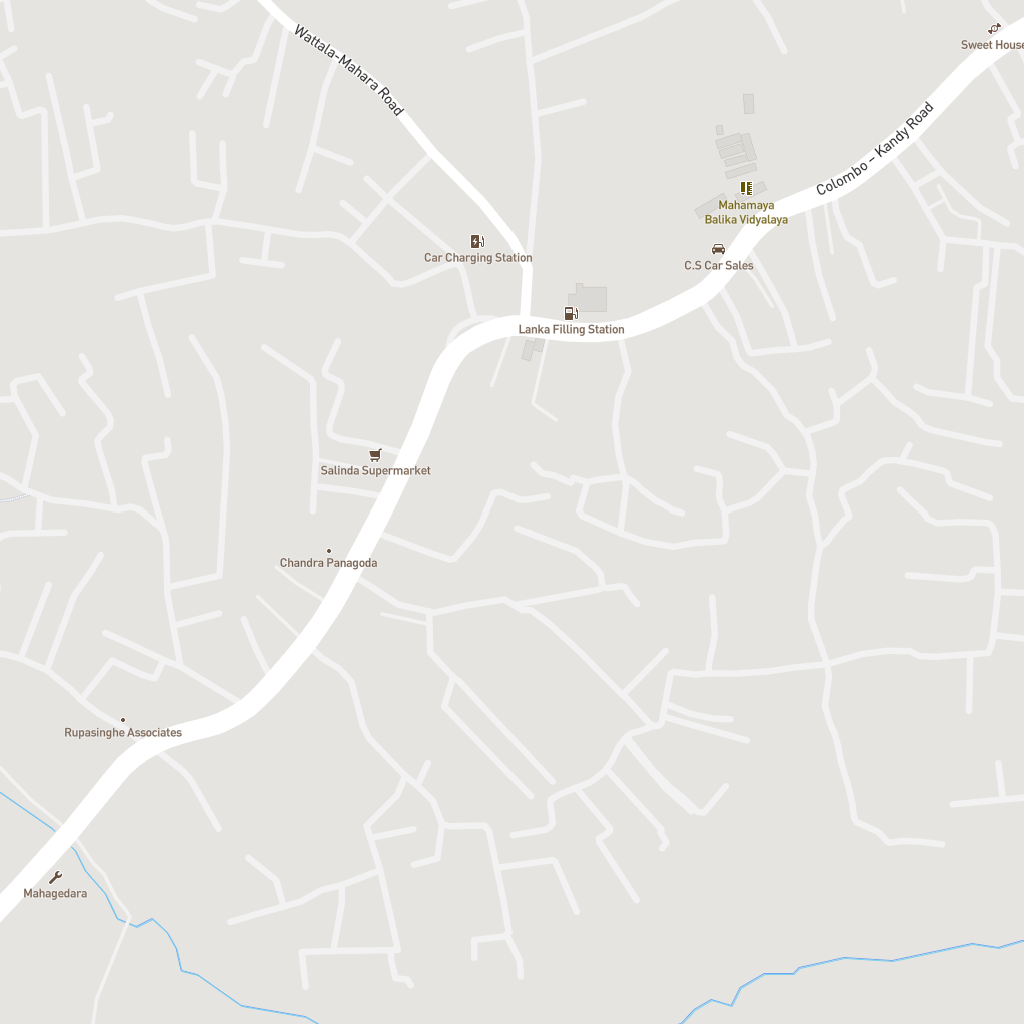 Wattala-Mahara Road
Sweet House
Colombo – Kandy Road
Mahamaya
Balika Vidyalaya
Car Charging Station
C.S Car Sales
Lanka Filling Station
Salinda Supermarket
Chandra Panagoda
Rupasinghe Associates
Mahagedara